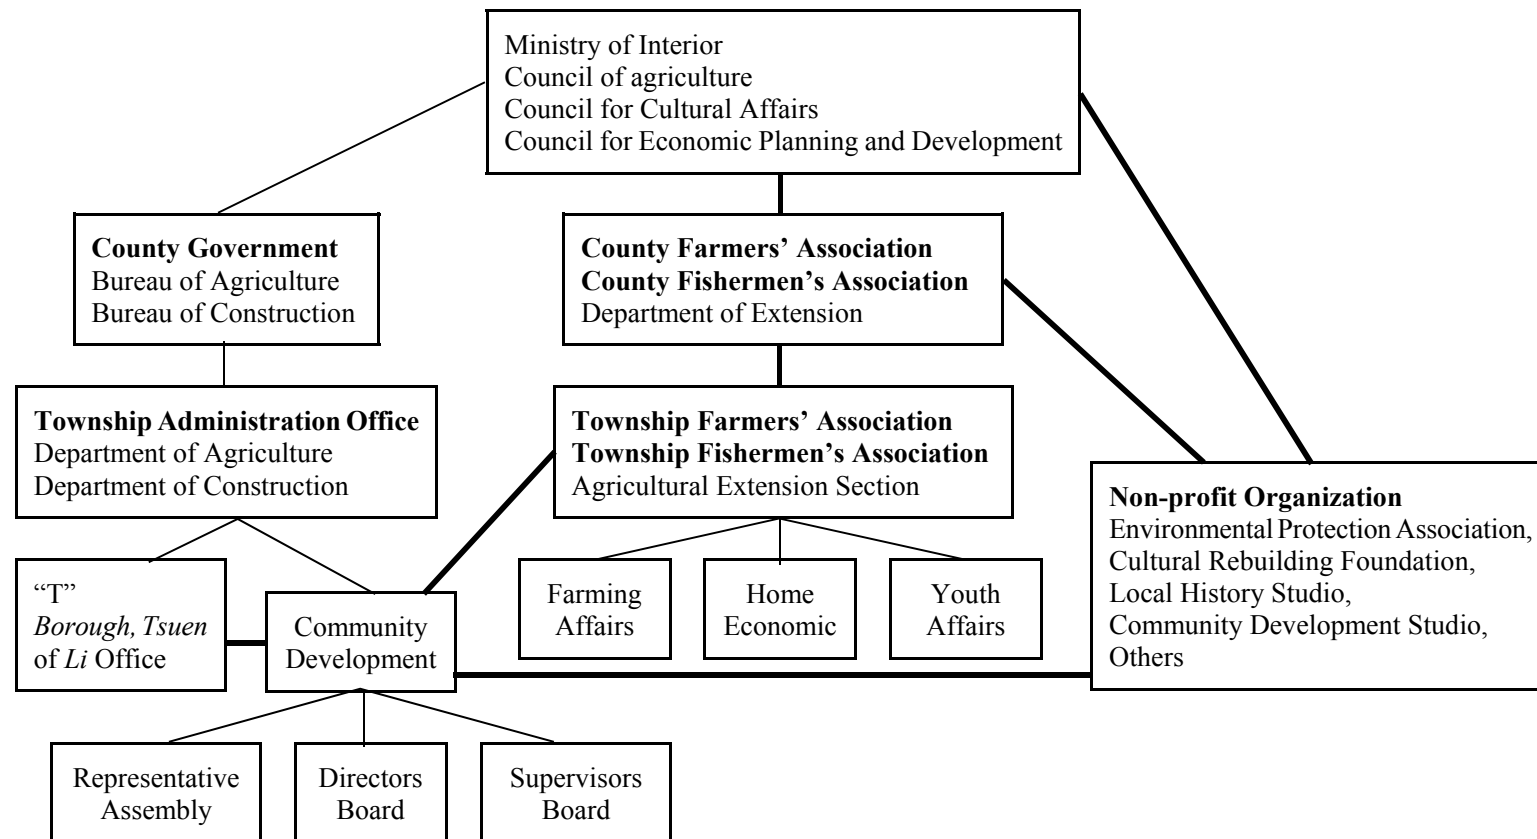 Ministry of Interior
Council of agriculture
Council for Cultural Affairs
Council for Economic Planning and Development
County Government
Bureau of Agriculture
Bureau of Construction
County Farmers’ Association
County Fishermen’s Association
Department of Extension
Township Administration Office
Department of Agriculture
Department of Construction
Township Farmers’ Association
Township Fishermen’s Association
Agricultural Extension Section
Non-profit Organization
Environmental Protection Association,
Cultural Rebuilding Foundation,
Local History Studio,
Community Development Studio,
Others
“T”
Borough, Tsuen
of Li Office
Community
Development
Farming
Affairs
Home
Economic
Youth
Affairs
Representative
Assembly
Directors
Board
Supervisors
Board